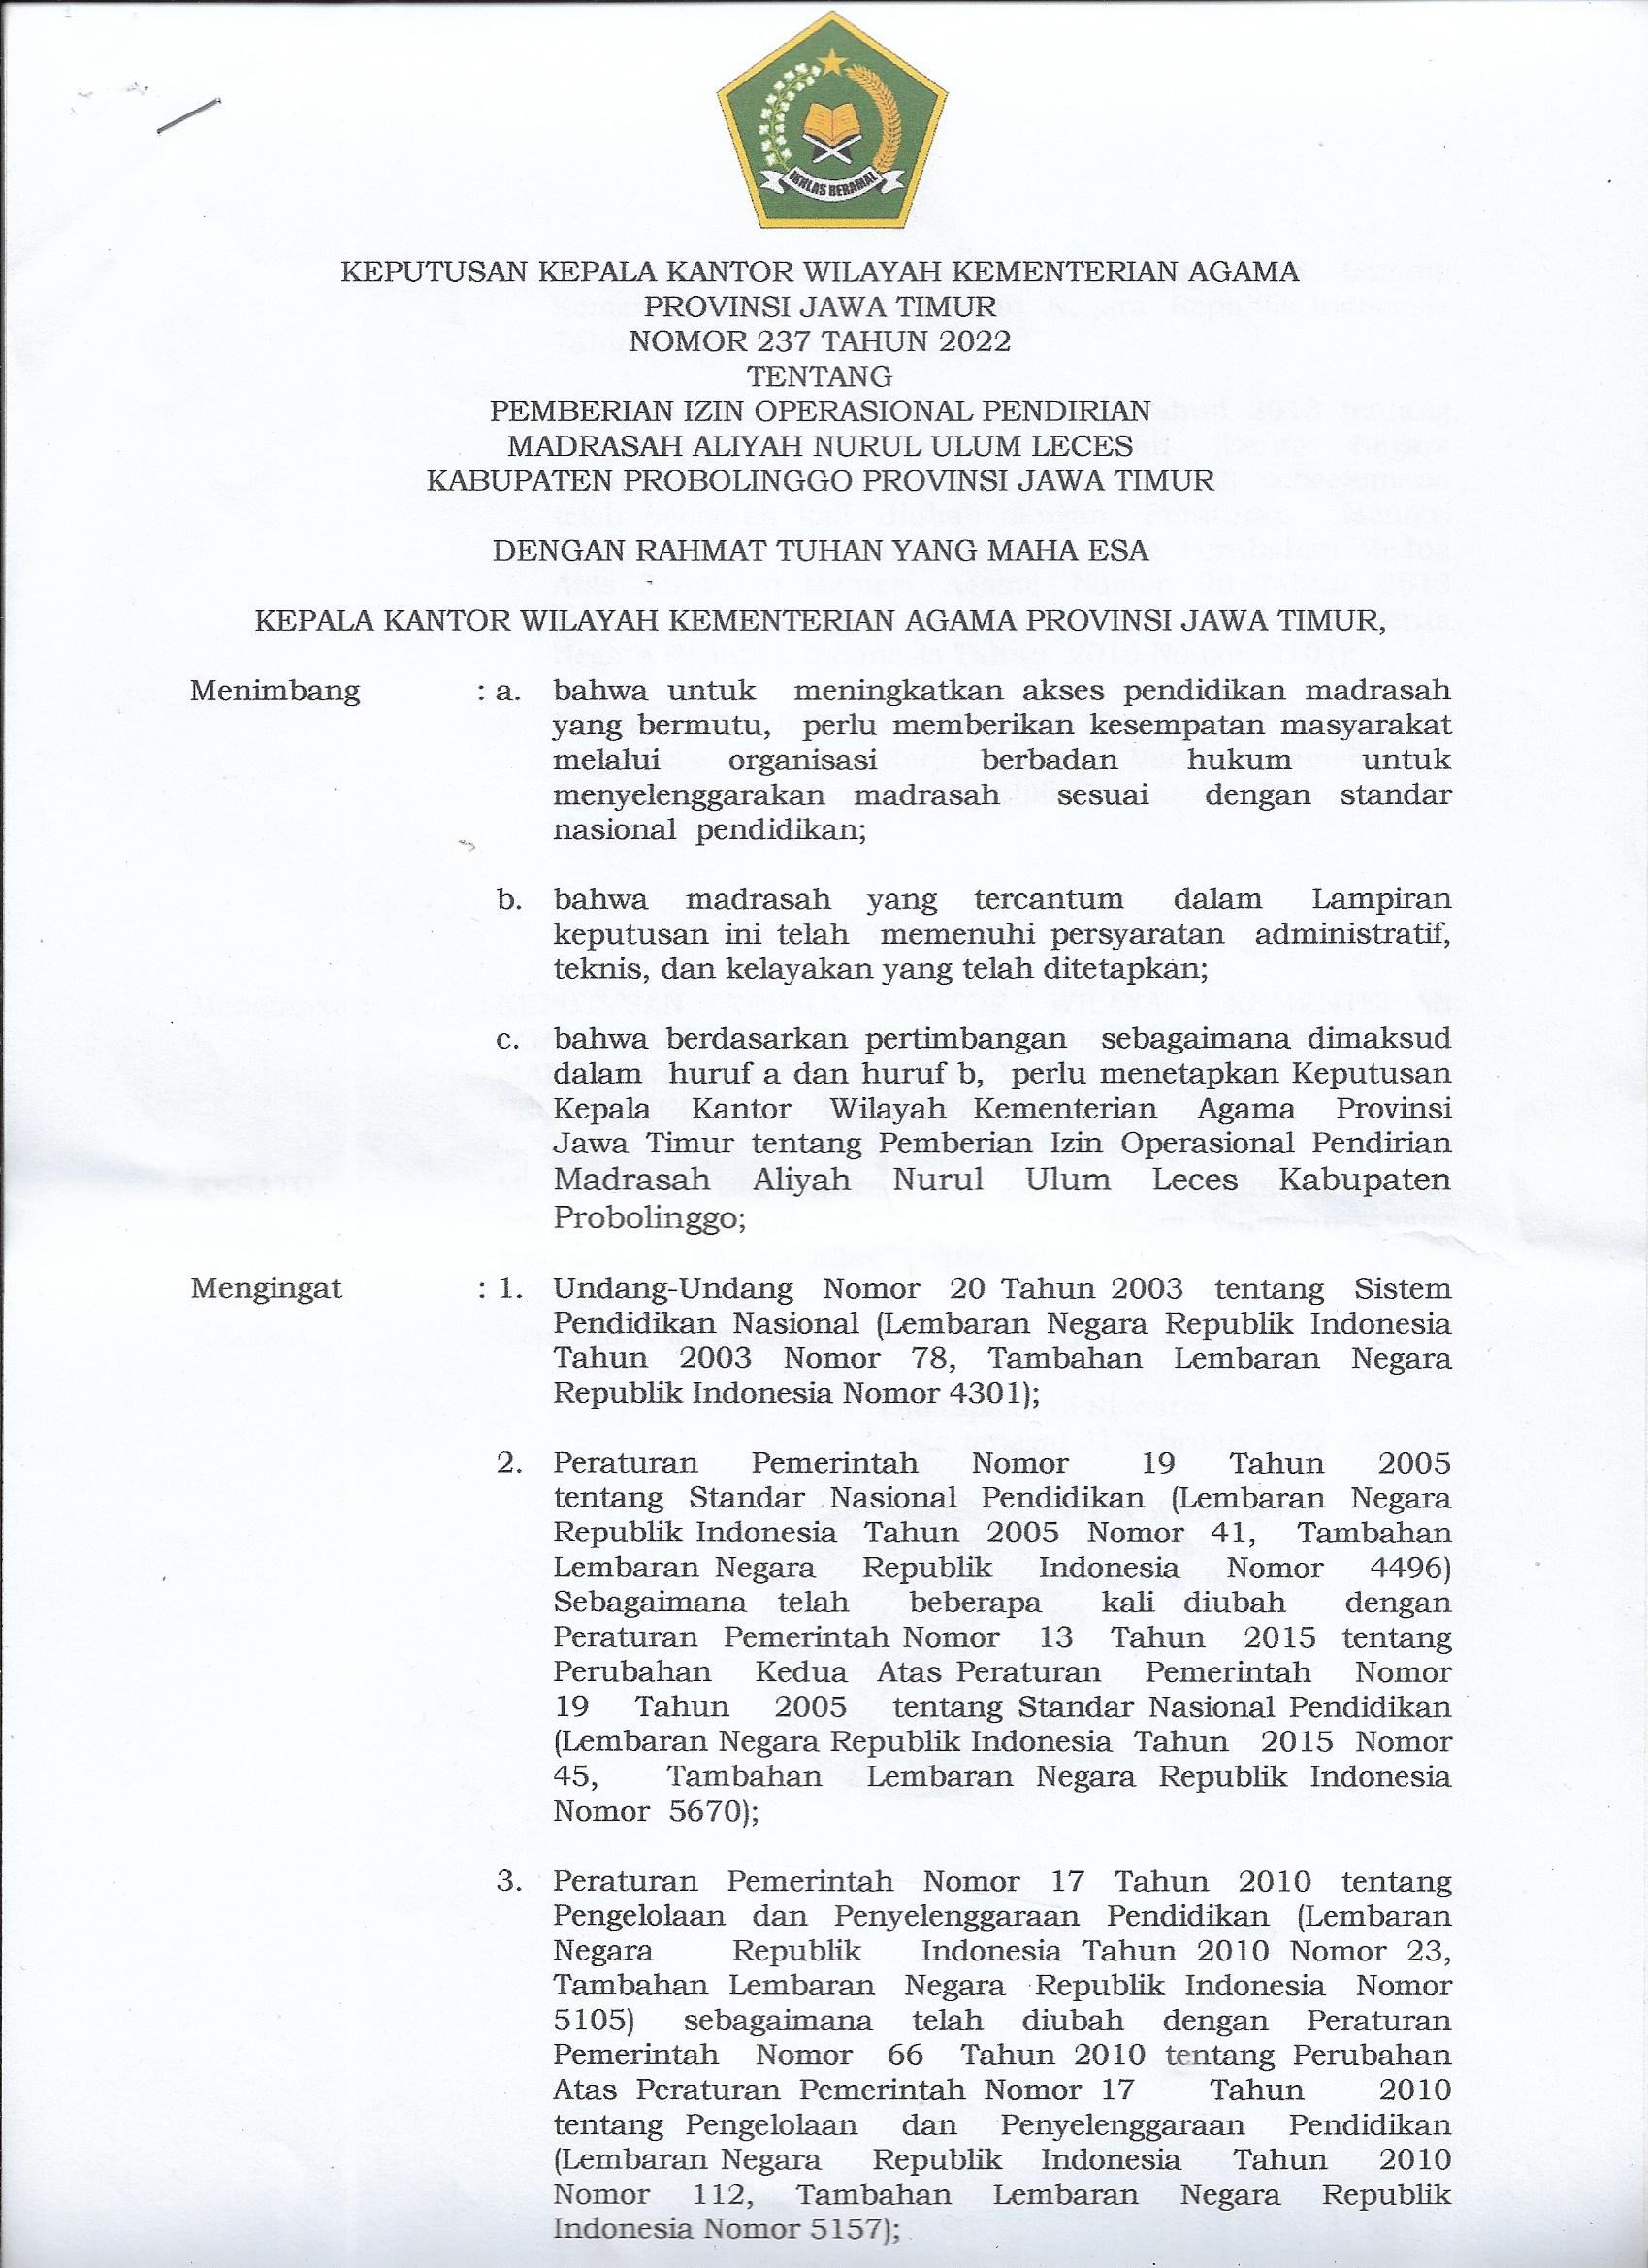 IKHLAS BERAMAL
KEPUTUSAN KEPALA KANTOR WILAYAH KEMENTERIAN AGAMA
PROVINSI JAWA TIMUR
NOMOR 237 TAHUN 2022
TENTANG
PEMBERIAN IZIN OPERASIONAL PENDIRIAN
MADRASAH ALIYAH NURUL ULUM LECES
KABUPATEN PROBOLINGGO PROVINSI JAWA TIMUR
DENGAN RAHMAT TUHAN YANG MAHA ESA
KEPALA KANTOR WILAYAH KEMENTERIAN AGAMA PROVINSI JAWA TIMUR,
Menimbang : a. bahwa untuk meningkatkan akses pendidikan madrasah
yang bermutu, perlu memberikan kesempatan masyarakat
melalui organisasi berbadan hukum untuk
menyelenggarakan madrasah sesuai dengan standar
nasional pendidikan;
b. bahwa madrasah yang tercantum dalam Lampiran
keputusan ini telah memenuhi persyaratan administratif,
teknis, dan kelayakan yang telah ditetapkan;
c. bahwa berdasarkan pertimbangan sebagaimana dimaksud
dalam huruf a dan huruf b, perlu menetapkan Keputusan
Kepala Kantor Wilayah Kementerian Agama Provinsi
Jawa Timur tentang Pemberian Izin Operasional Pendirian
Madrasah Aliyah Nurul Ulum Leces Kabupaten
Probolinggo;
Mengingat : 1. Undang-Undang Nomor 20 Tahun 2003 tentang Sistem
Pendidikan Nasional (Lembaran Negara Republik Indonesia
Tahun 2003 Nomor 78, Tambahan Lembaran Negara
Republik Indonesia Nomor 4301);
2. Peraturan Pemerintah Nomor 19 Tahun 2005
tentang Standar Nasional Pendidikan (Lembaran Negara
Republik Indonesia Tahun 2005 Nomor 41, Tambahan
Lembaran Negara Republik Indonesia Nomor 4496)
Sebagaimana telah beberapa kali diubah dengan
Peraturan Pemerintah Nomor 13 Tahun 2015 tentang
Perubahan Kedua Atas Peraturan Pemerintah Nomor
19 Tahun 2005 tentang Standar Nasional Pendidikan
(Lembaran Negara Republik Indonesia Tahun 2015 Nomor
45, Tambahan Lembaran Negara Republik Indonesia
Nomor 5670);
3. Peraturan Pemerintah Nomor 17 Tahun 2010 tentang
Pengelolaan dan Penyelenggaraan Pendidikan (Lembaran
Negara Republik Indonesia Tahun 2010 Nomor 23,
Tambahan Lembaran Negara Republik Indonesia Nomor
5105) sebagaimana telah diubah dengan Peraturan
Pemerintah Nomor 66 Tahun 2010 tentang Perubahan
Atas Peraturan Pemerintah Nomor 17 Tahun 2010
tentang Pengelolaan dan Penyelenggaraan Pendidikan
(Lembaran Negara Republik Indonesia Tahun 2010
Nomor 112, Tambahan Lembaran Negara Republik
Indonesia Nomor 5157);